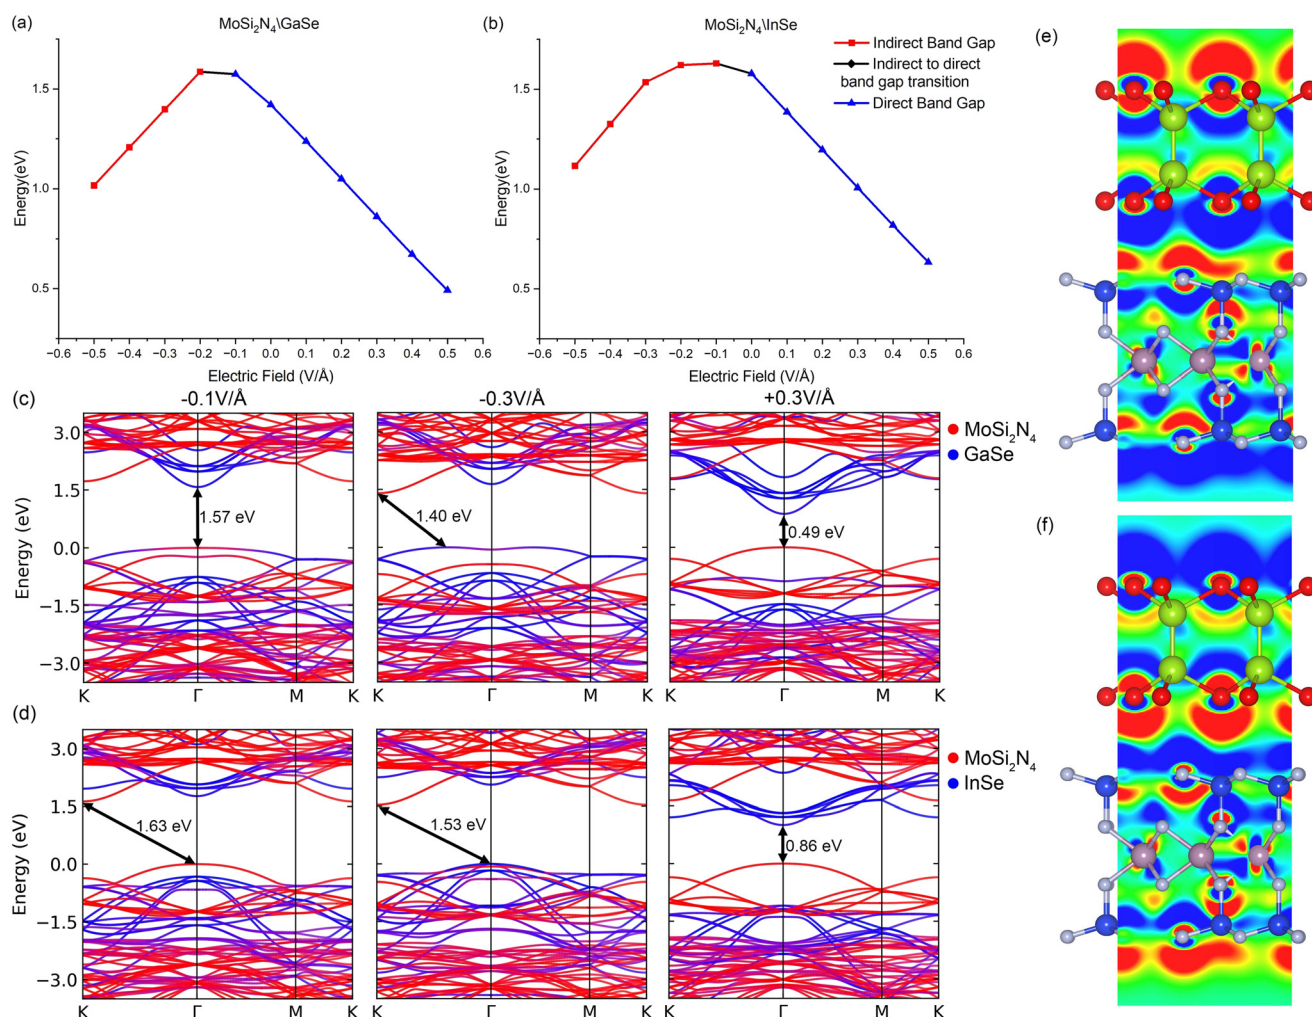 (a)
MoSi₂N₄\GaSe
Energy(eV)
1.5
1.0
0.5
−0.6 −0.5 −0.4 −0.3 −0.2 −0.1 0.0 0.1 0.2 0.3 0.4 0.5 0.6
Electric Field (V/Å)
(b)
MoSi₂N₄\InSe
Indirect Band Gap
Indirect to direct
band gap transition
Direct Band Gap
Energy(eV)
1.5
1.0
0.5
−0.6 −0.5 −0.4 −0.3 −0.2 −0.1 0.0 0.1 0.2 0.3 0.4 0.5 0.6
Electric Field (V/Å)
(e)
(c)
-0.1V/Å
-0.3V/Å
+0.3V/Å
MoSi₂N₄
GaSe
Energy (eV)
3.0
1.5
0.0
−1.5
−3.0
1.57 eV
1.40 eV
0.49 eV
K Γ M K
K Γ M K
K Γ M K
(f)
(d)
MoSi₂N₄
InSe
Energy (eV)
3.0
1.5
0.0
−1.5
−3.0
1.63 eV
1.53 eV
0.86 eV
K Γ M K
K Γ M K
K Γ M K